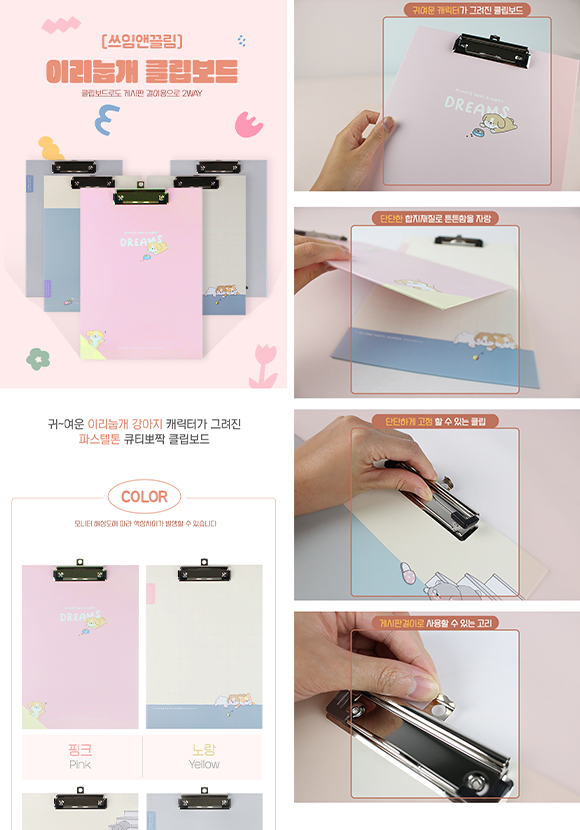 [쓰임앤끌림]
이리눕개 클립보드
클립보드로도 게시판 걸이용으로 2WAY
DREAMS
귀~여운 이리눕개 강아지 캐릭터가 그려진
파스텔톤 큐티뽀짝 클립보드
COLOR
모니터 해상도에 따라 색상차이가 발생할 수 있습니다
DREAMS
핑크
Pink
노랑
Yellow
귀여운 캐릭터가 그려진 클립보드
DREAMS
단단한 합지재질로 튼튼함을 자랑
단단하게 고정 할 수 있는 클립
게시판걸이로 사용할 수 있는 고리